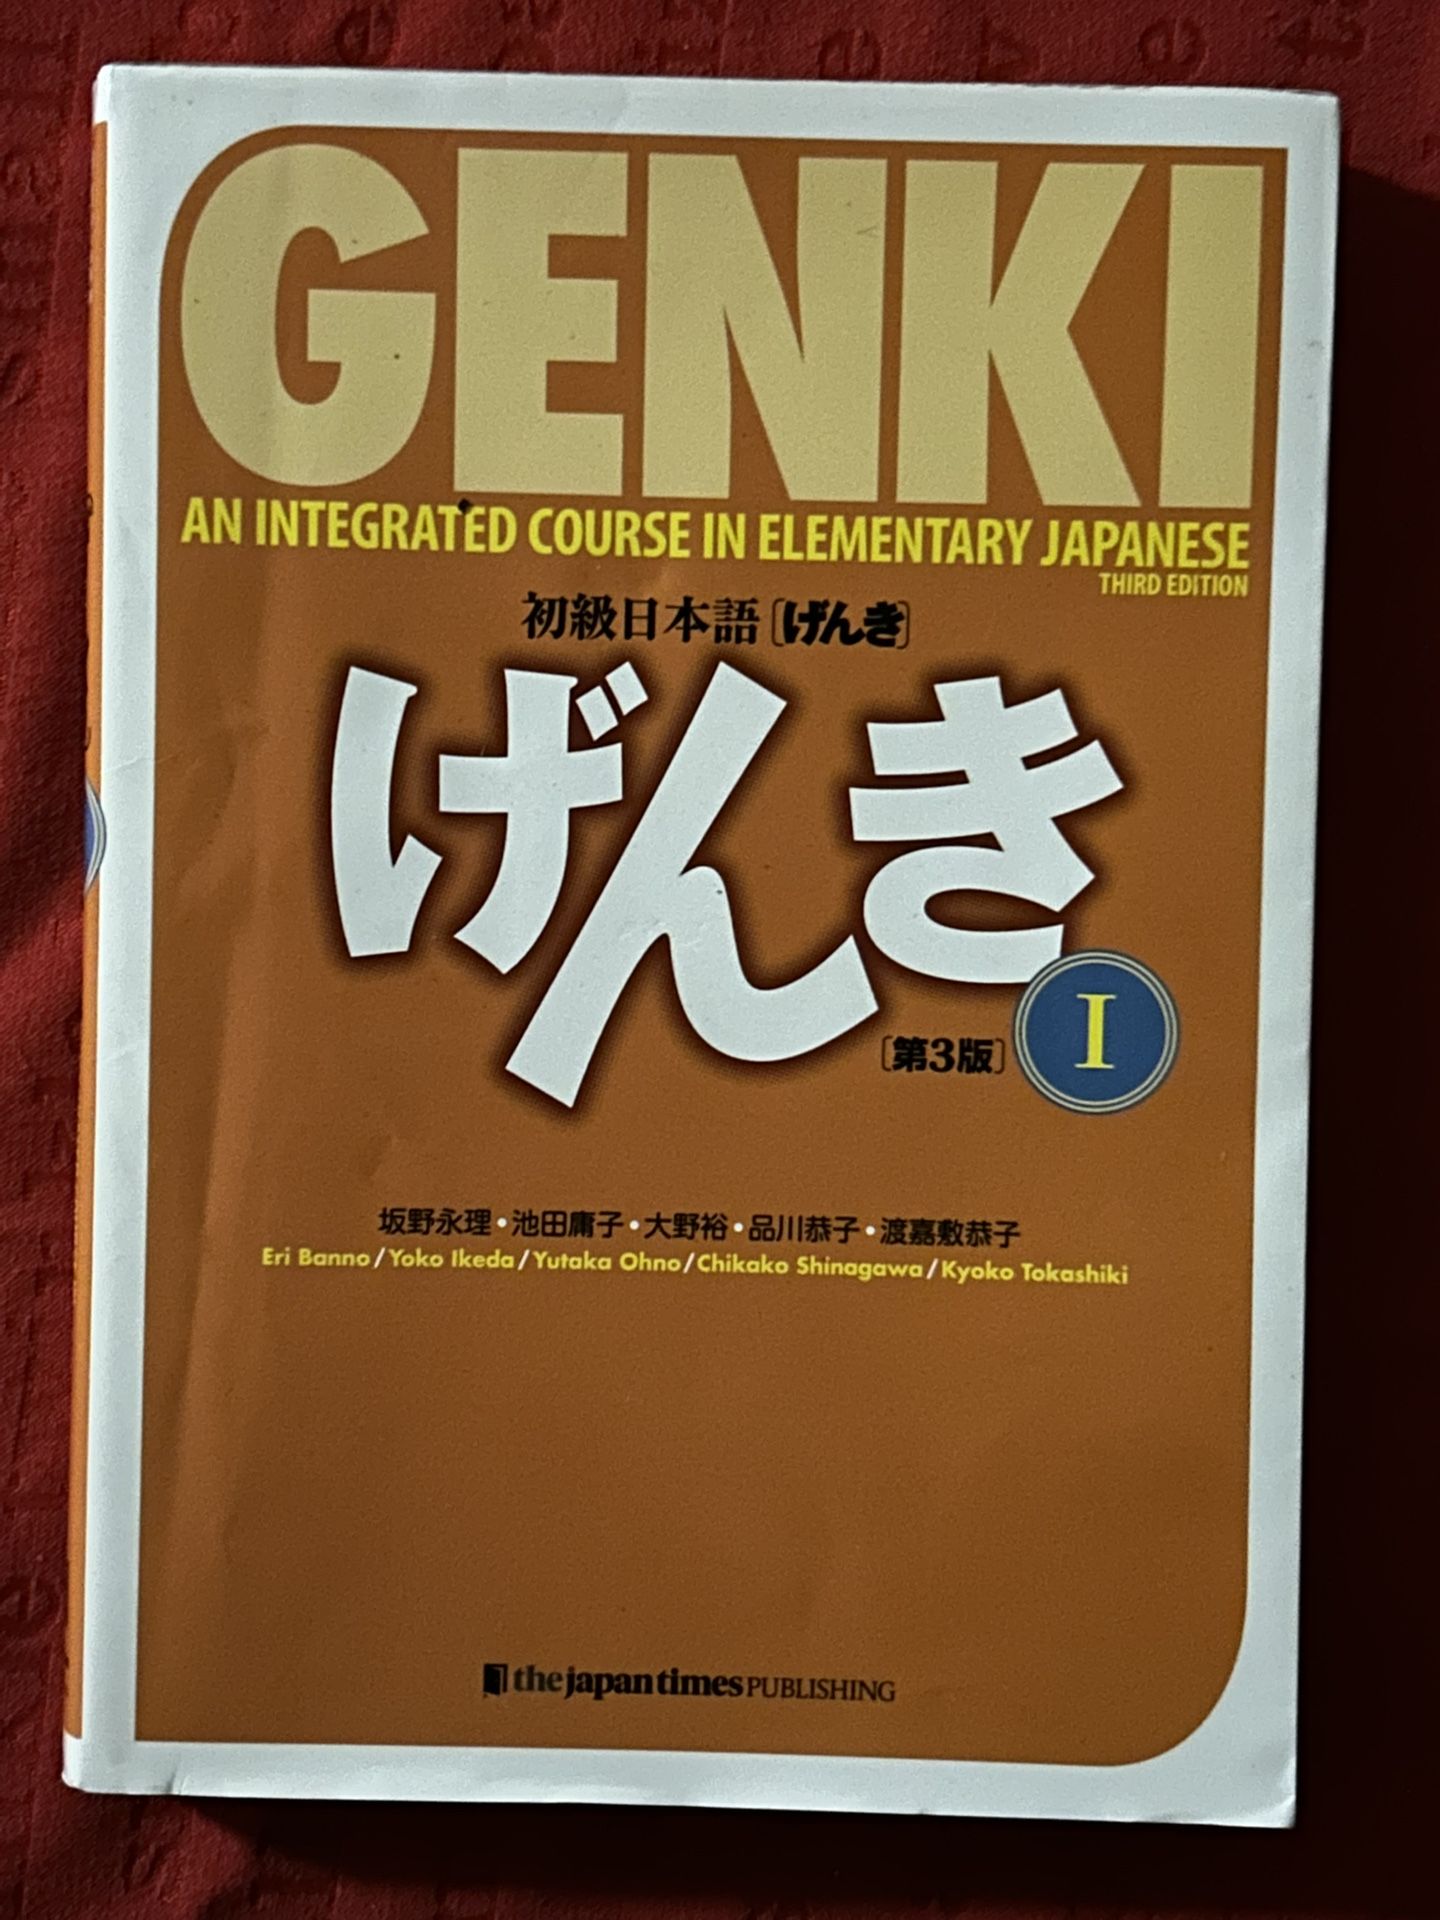 GENKI
AN INTEGRATED COURSE IN ELEMENTARY JAPANESE
THIRD EDITION
初級日本語[げんき]
げんき
[第3版]
I
坂野永理・池田庸子・大野裕・品川恭子・渡嘉敷恭子
Eri Banno/Yoko Ikeda/Yutaka Ohno/Chikako Shinagawa/Kyoko Tokashiki
the japan times PUBLISHING